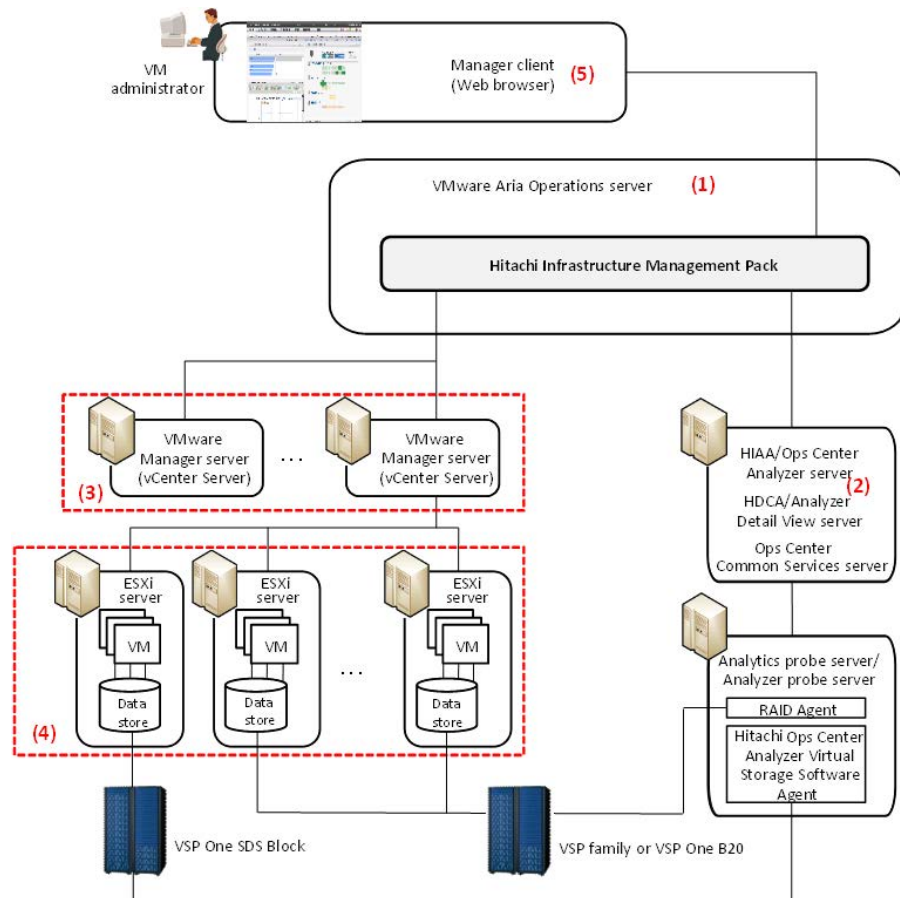 VM
administrator
Manager client
(Web browser)
(5)
VMware Aria Operations server
(1)
Hitachi Infrastructure Management Pack
VMware
Manager server
(vCenter Server)
...
VMware
Manager server
(vCenter Server)
(3)
HIAA/Ops Center
Analyzer server
(2)
HDCA/Analyzer
Detail View server
Ops Center
Common Services server
ESXi
server
VM
Data
store
ESXi
server
VM
Data
store
...
ESXi
server
VM
Data
store
(4)
Analytics probe server/
Analyzer probe server
RAID Agent
Hitachi Ops Center
Analyzer Virtual
Storage Software
Agent
VSP One SDS Block
VSP family or VSP One B20